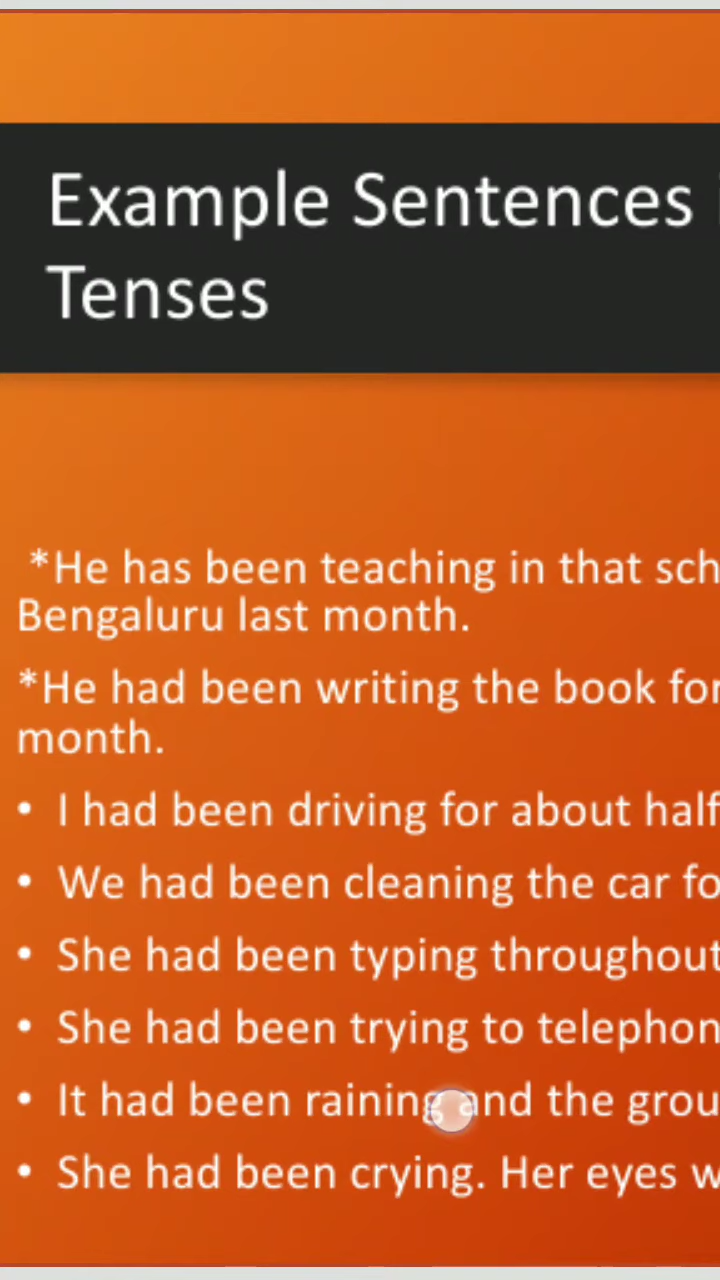 Example Sentences
Tenses
*He has been teaching in that sch
Bengaluru last month.
*He had been writing the book for
month.
• I had been driving for about half
• We had been cleaning the car fo
• She had been typing throughout
• She had been trying to telephon
• It had been raining and the grou
• She had been crying. Her eyes w